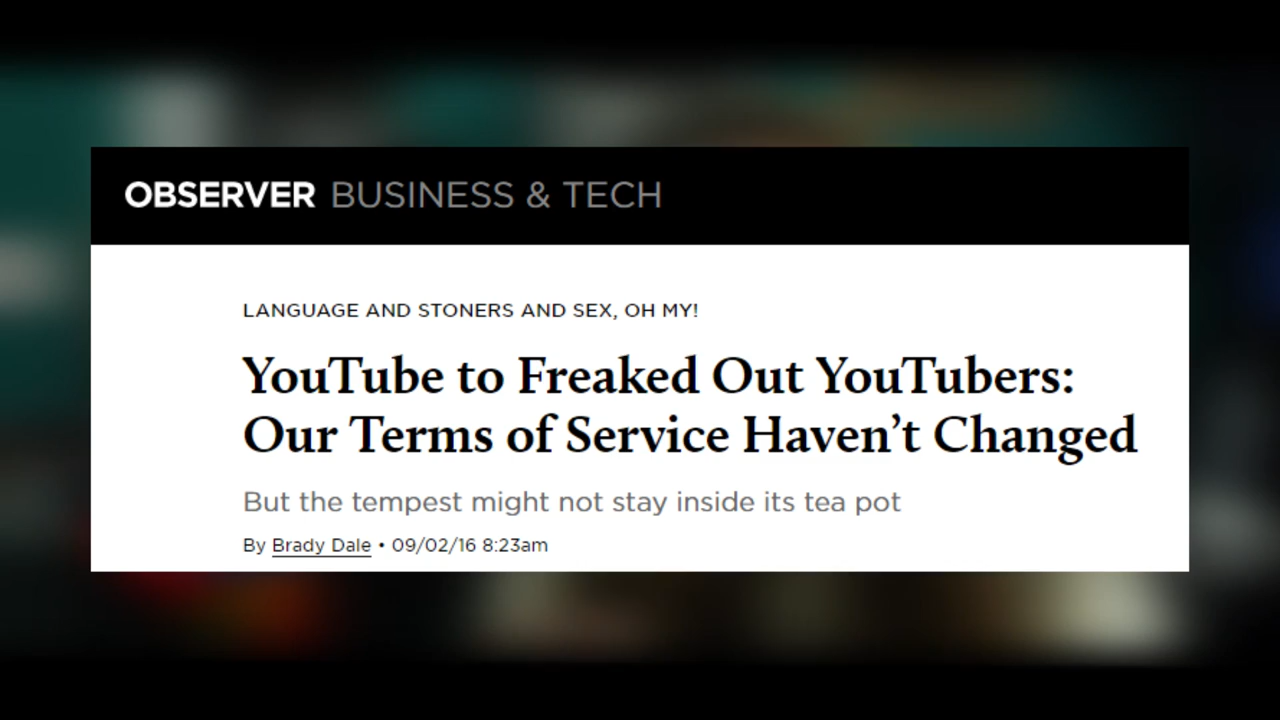 OBSERVER BUSINESS & TECH
LANGUAGE AND STONERS AND SEX, OH MY!
YouTube to Freaked Out YouTubers:
Our Terms of Service Haven’t Changed
But the tempest might not stay inside its tea pot
By Brady Dale • 09/02/16 8:23am